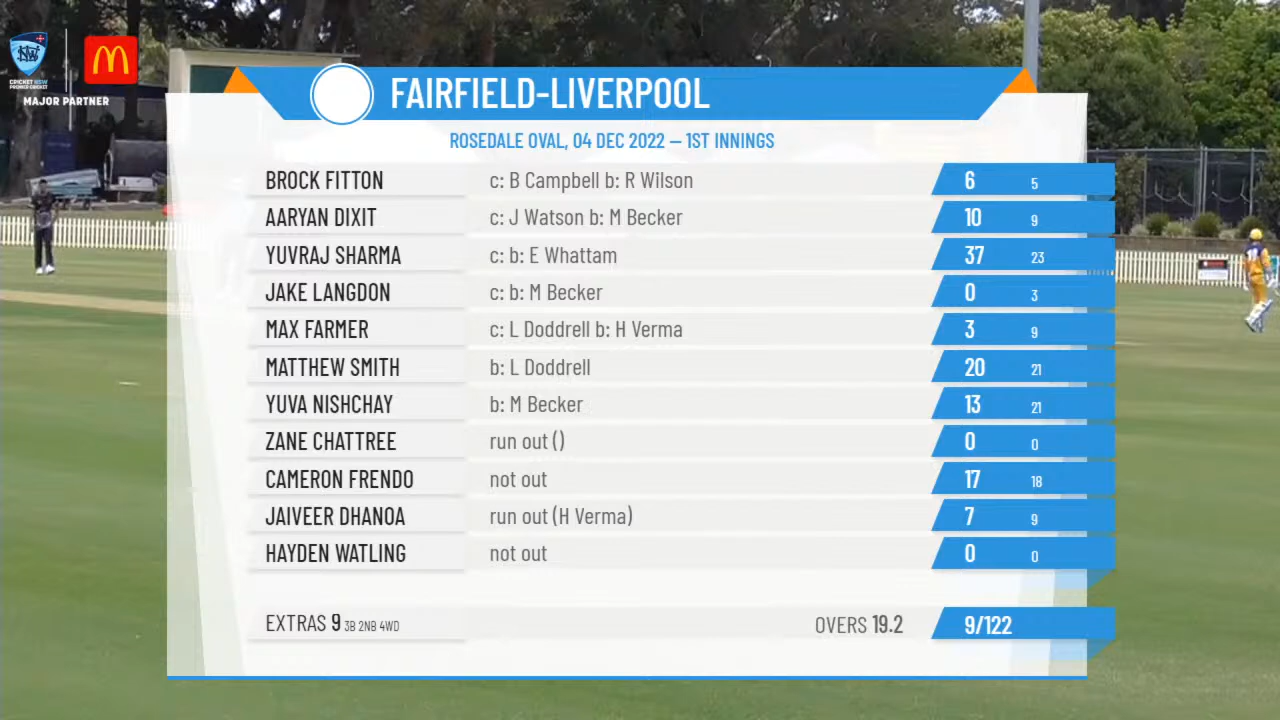 CRICKET NSW
PREMIER CRICKET
MAJOR PARTNER
FAIRFIELD-LIVERPOOL
ROSEDALE OVAL, 04 DEC 2022 – 1ST INNINGS
BROCK FITTON c: B Campbell b: R Wilson 6 5
AARYAN DIXIT c: J Watson b: M Becker 10 9
YUVRAJ SHARMA c: b: E Whattam 37 23
JAKE LANGDON c: b: M Becker 0 3
MAX FARMER c: L Doddrell b: H Verma 3 9
MATTHEW SMITH b: L Doddrell 20 21
YUVA NISHCHAY b: M Becker 13 21
ZANE CHATTREE run out () 0 0
CAMERON FRENDO not out 17 18
JAIVEER DHANOA run out (H Verma) 7 9
HAYDEN WATLING not out 0 0
EXTRAS 9 3B 2NB 4WD OVERS 19.2 9/122